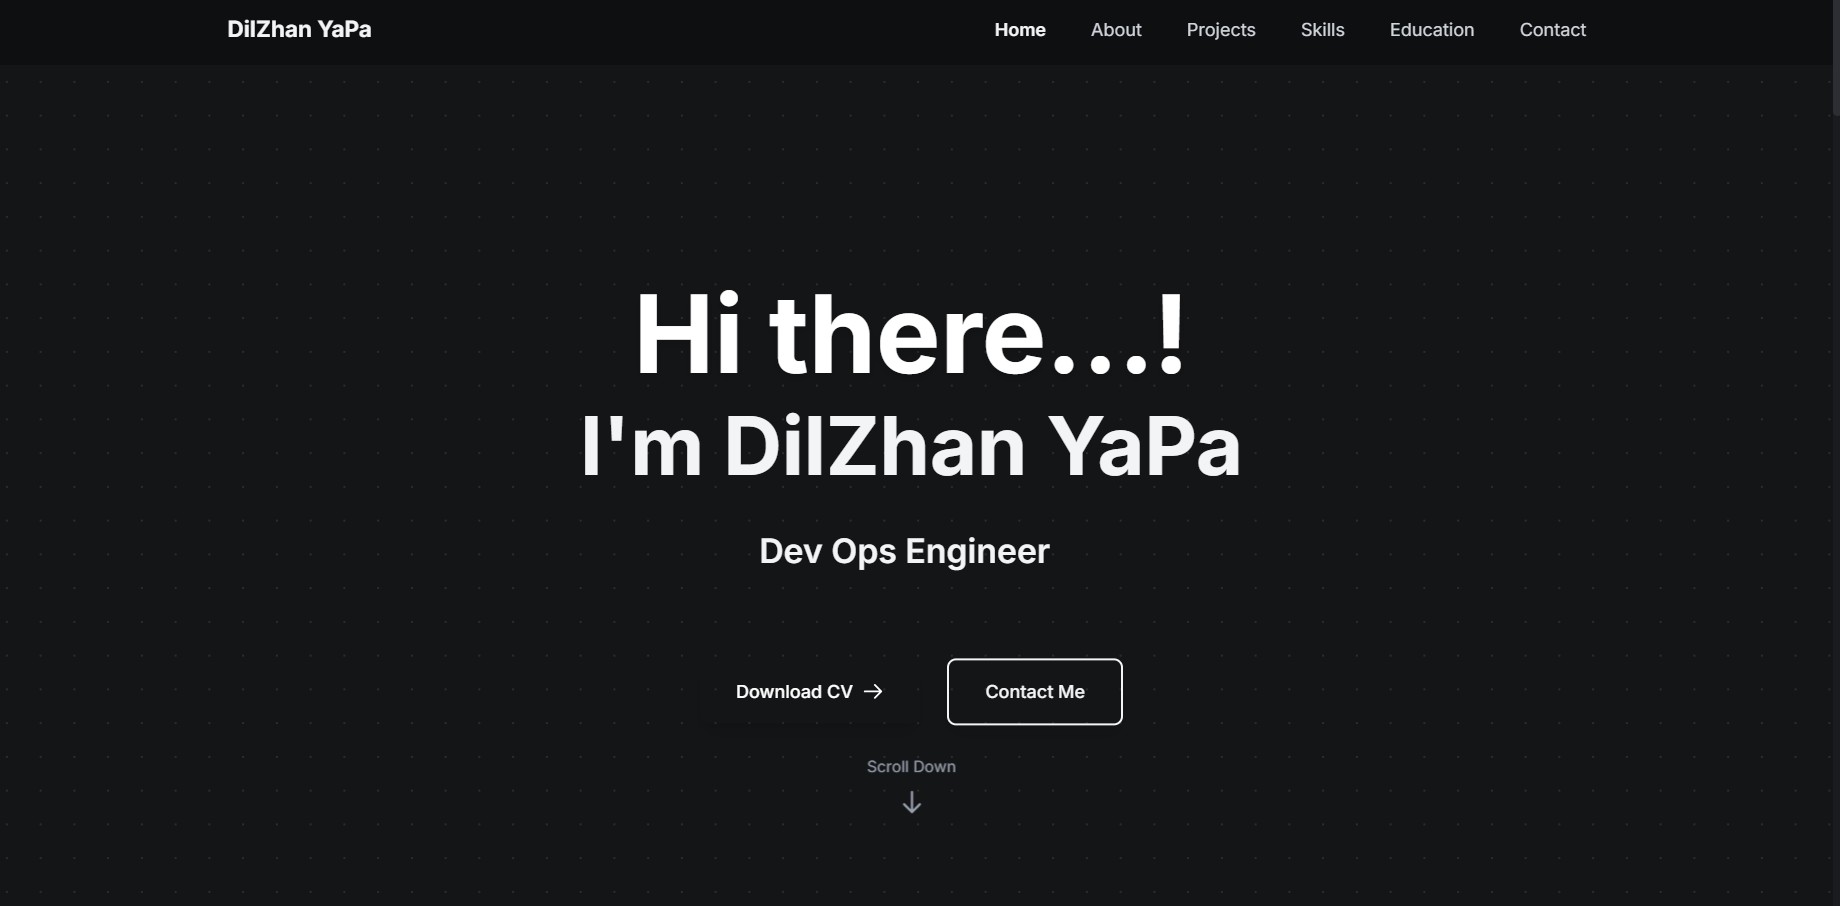 DilZhan YaPa
Home About Projects Skills Education Contact
Hi there...!
I'm DilZhan YaPa
Dev Ops Engineer
Download CV → Contact Me
Scroll Down
↓